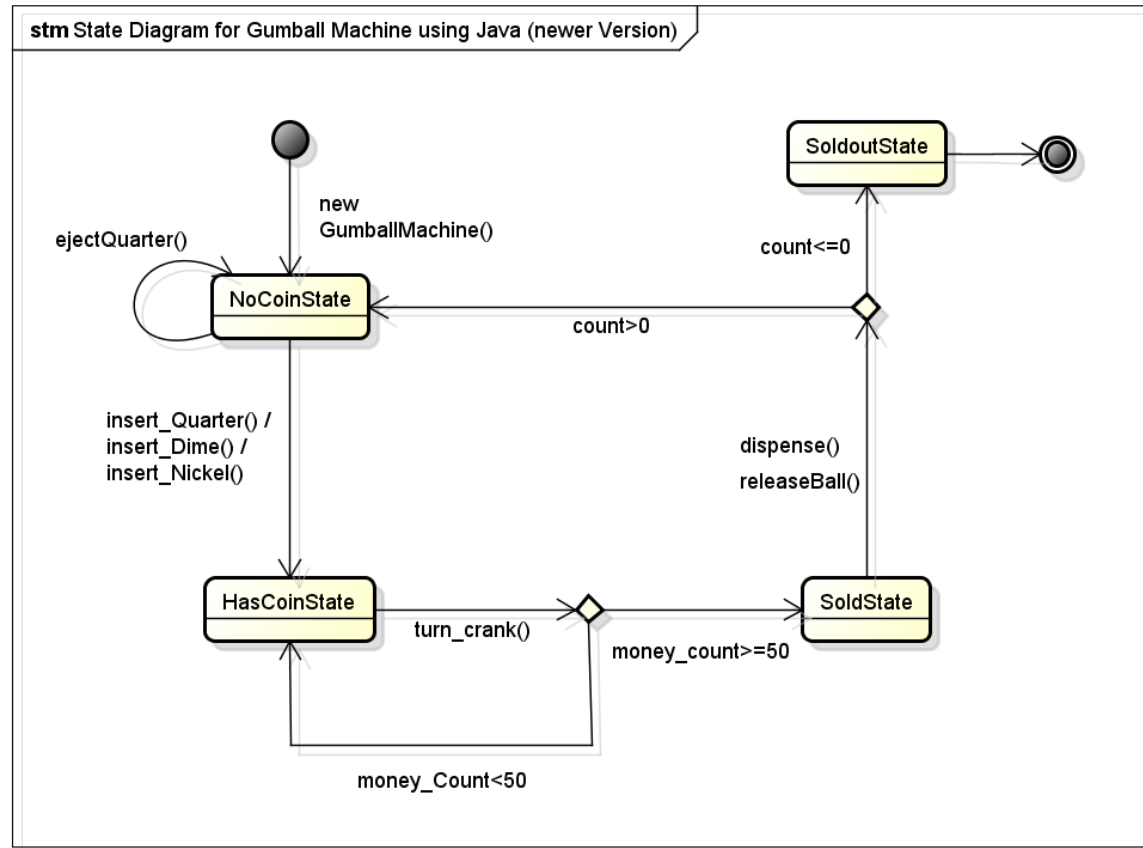 stm State Diagram for Gumball Machine using Java (newer Version)
SoldoutState
new
GumballMachine()
ejectQuarter()
count<=0
NoCoinState
count>0
insert_Quarter() /
insert_Dime() /
insert_Nickel()
dispense()
releaseBall()
HasCoinState
turn_crank()
SoldState
money_count>=50
money_Count<50